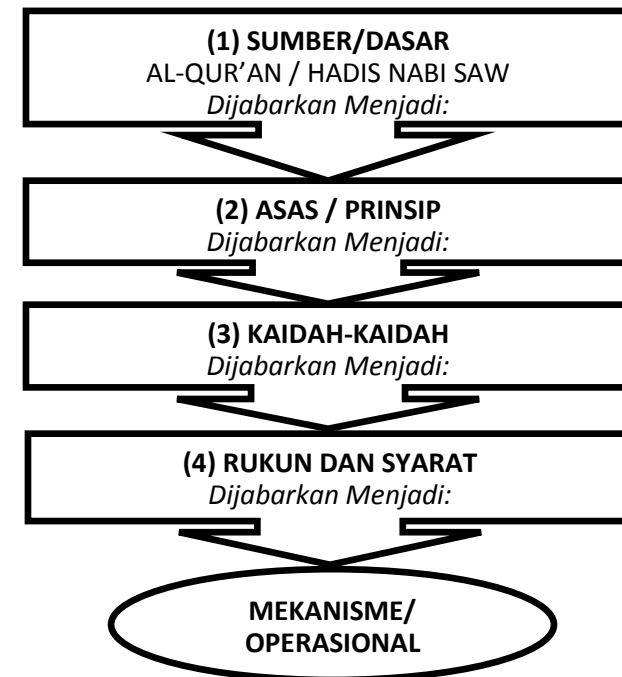 (1) SUMBER/DASAR
AL-QUR’AN / HADIS NABI SAW
Dijabarkan Menjadi:
(2) ASAS / PRINSIP
Dijabarkan Menjadi:
(3) KAIDAH-KAIDAH
Dijabarkan Menjadi:
(4) RUKUN DAN SYARAT
Dijabarkan Menjadi:
MEKANISME/
OPERASIONAL